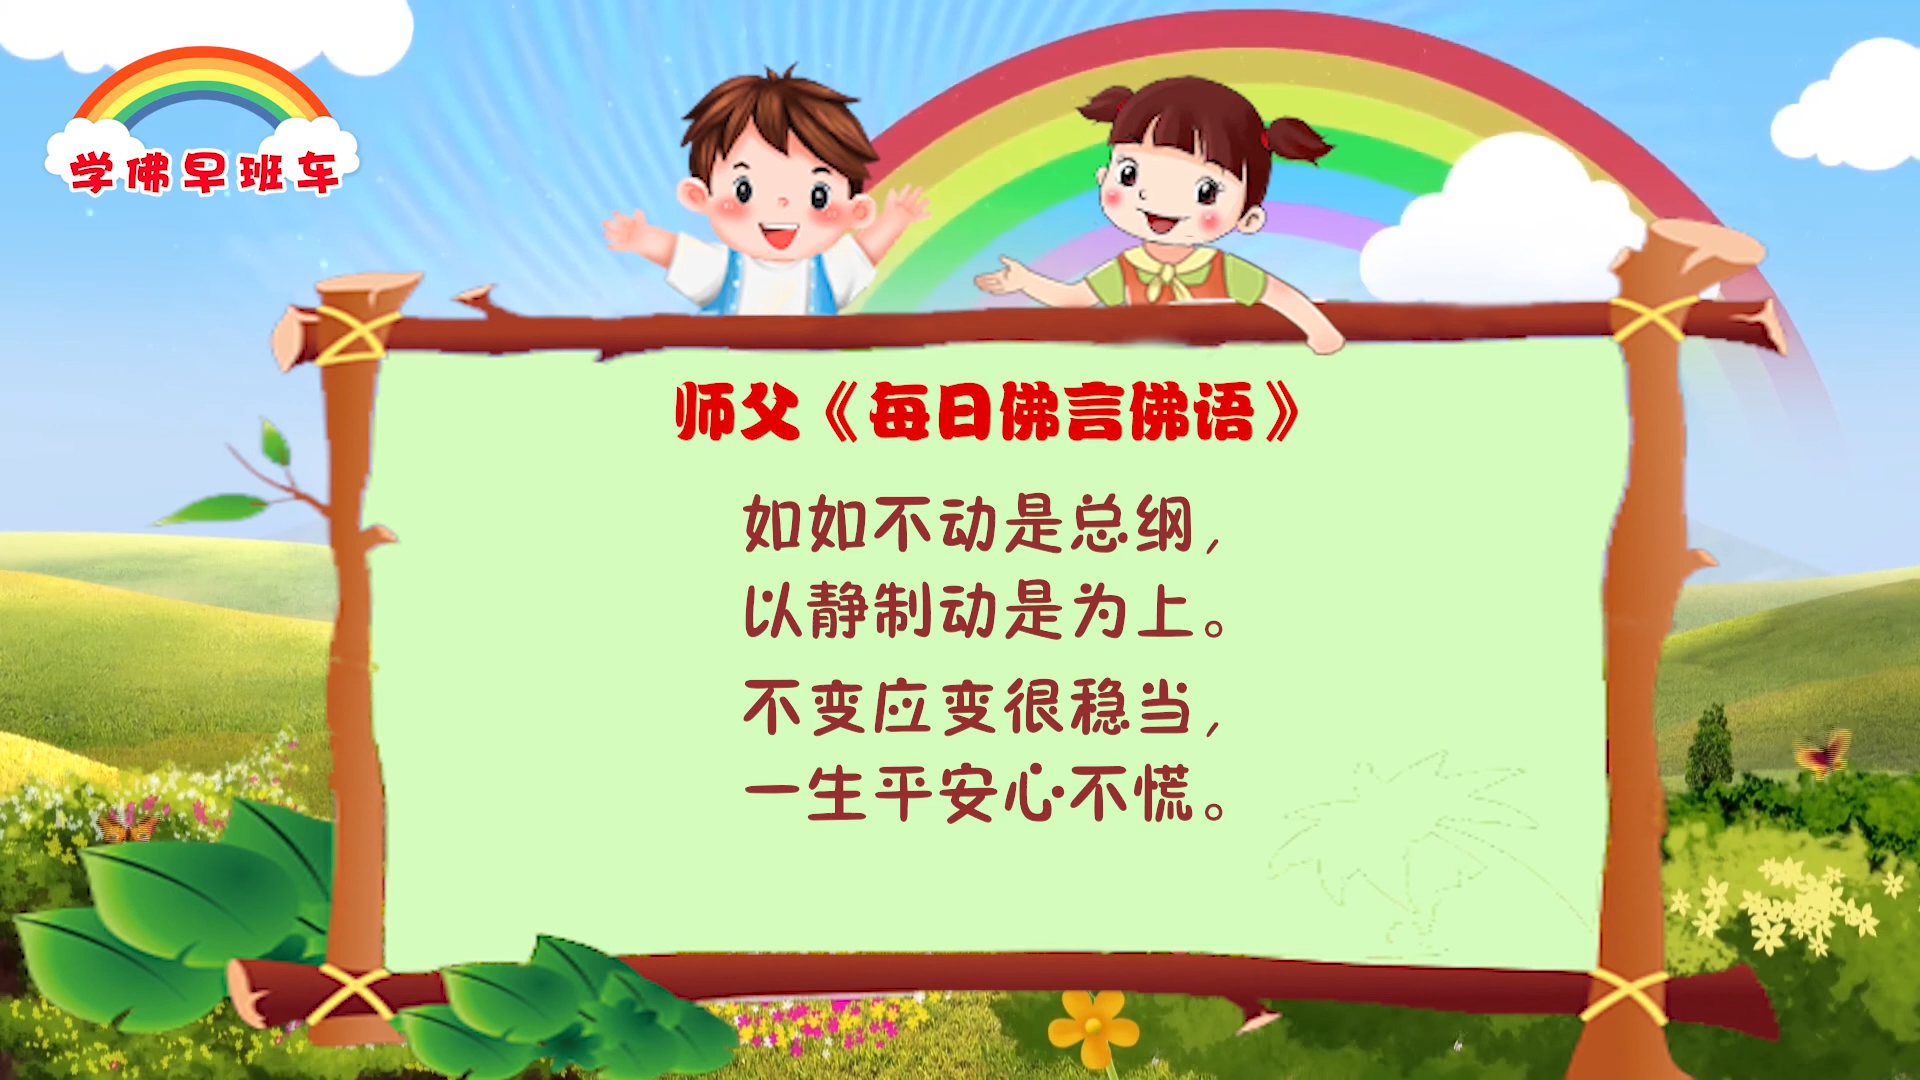 学佛早班车
师父《每日佛言佛语》
如如不动是总纲，
以静制动是为上。
不变应变很稳当，
一生平安心不慌。